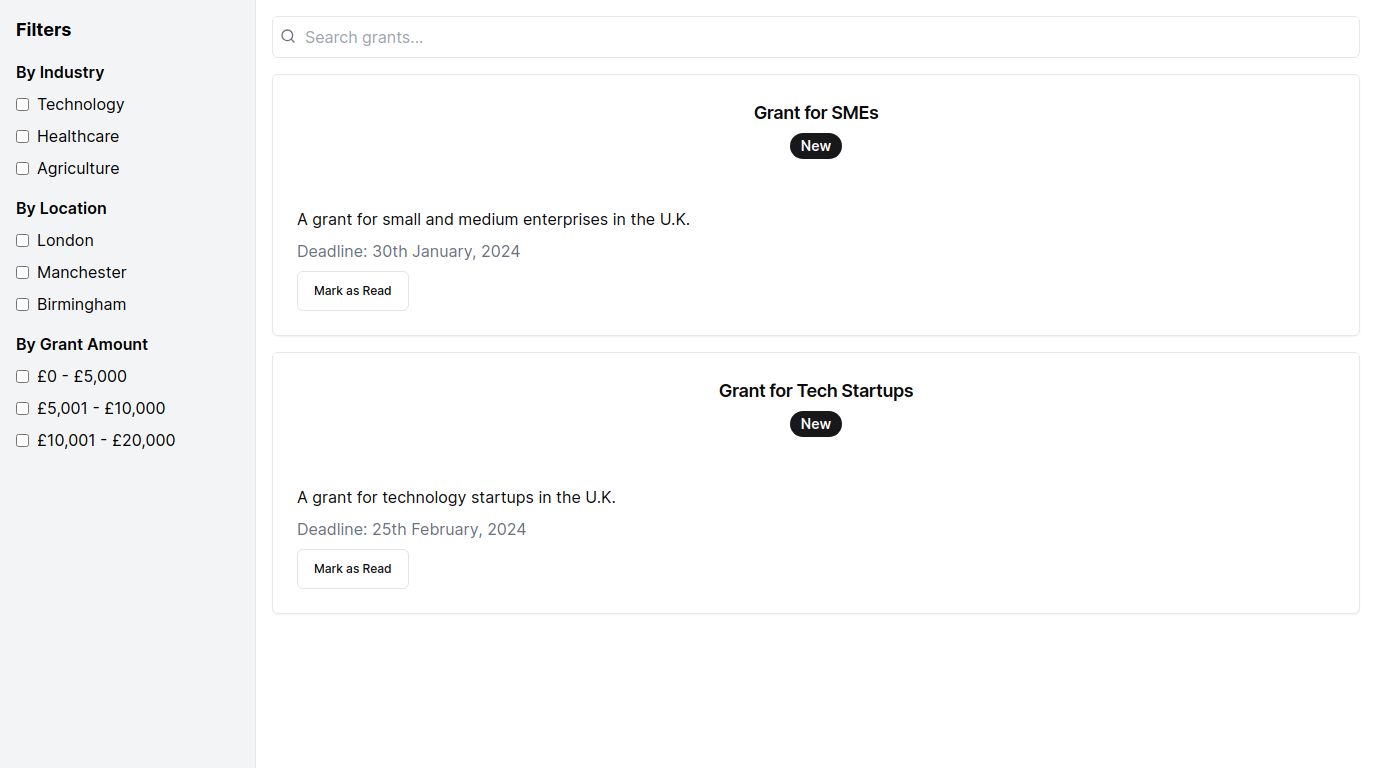 Filters
By Industry
Technology
Healthcare
Agriculture
By Location
London
Manchester
Birmingham
By Grant Amount
£0 - £5,000
£5,001 - £10,000
£10,001 - £20,000
Search grants...
Grant for SMEs
New
A grant for small and medium enterprises in the U.K.
Deadline: 30th January, 2024
Mark as Read
Grant for Tech Startups
New
A grant for technology startups in the U.K.
Deadline: 25th February, 2024
Mark as Read